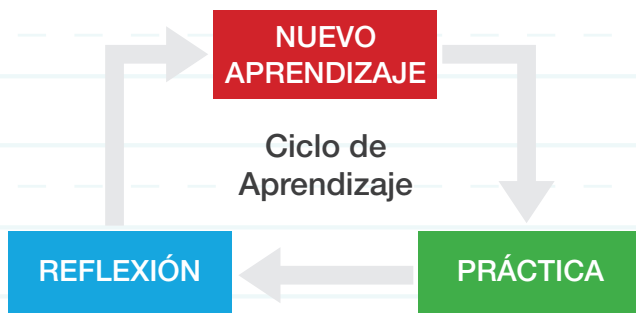 NUEVO
APRENDIZAJE
Ciclo de
Aprendizaje
REFLEXIÓN
PRÁCTICA